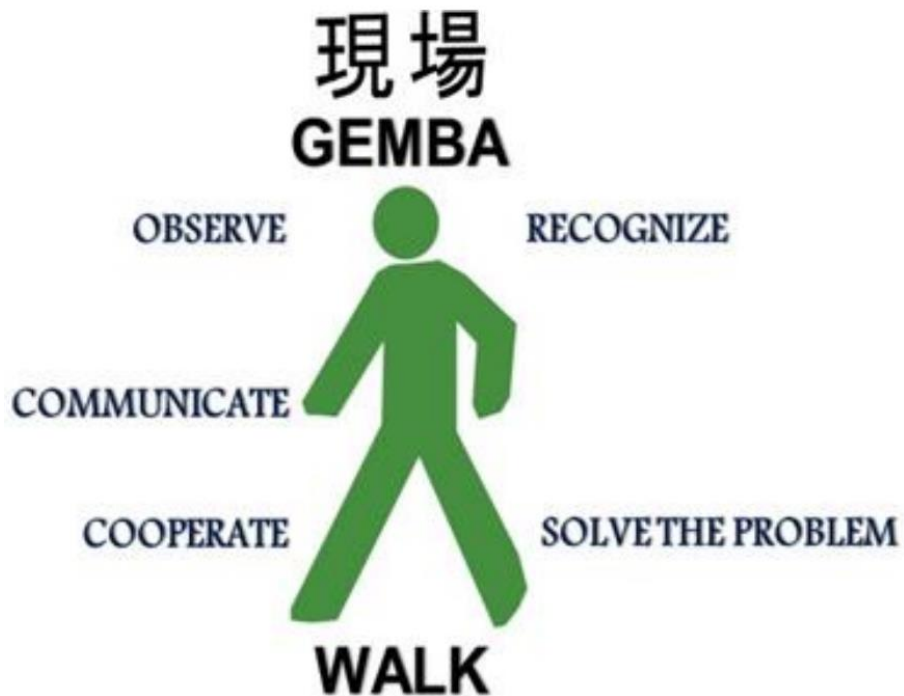 現場
GEMBA
OBSERVE
RECOGNIZE
COMMUNICATE
COOPERATE
SOLVE THE PROBLEM
WALK